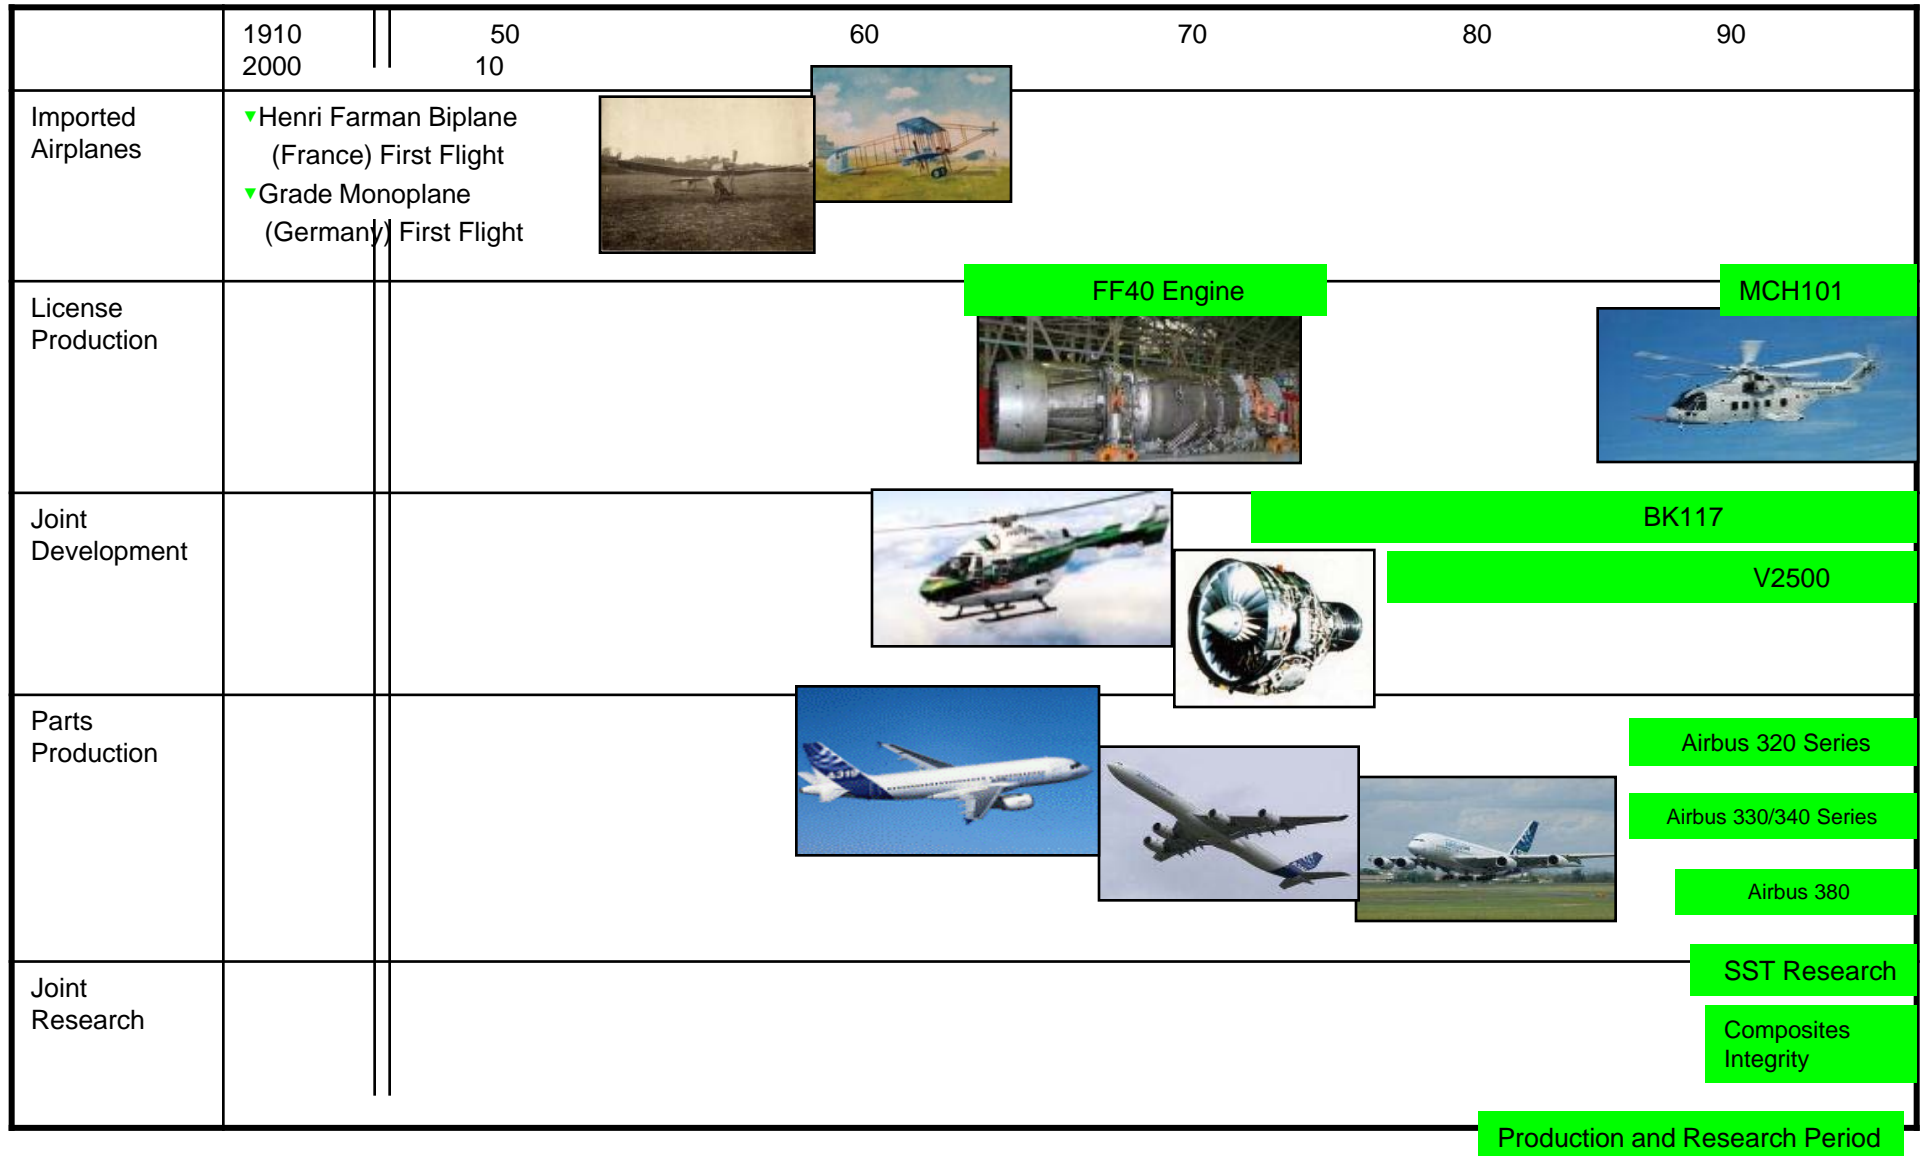 1910 50 60 70 80 90
2000 10
Imported
Airplanes
▼Henri Farman Biplane
(France) First Flight
▼Grade Monoplane
(Germany) First Flight
License
Production
FF40 Engine
MCH101
Joint
Development
BK117
V2500
Parts
Production
A319
Airbus 320 Series
Airbus 330/340 Series
Airbus 380
Joint
Research
SST Research
Composites
Integrity
Production and Research Period